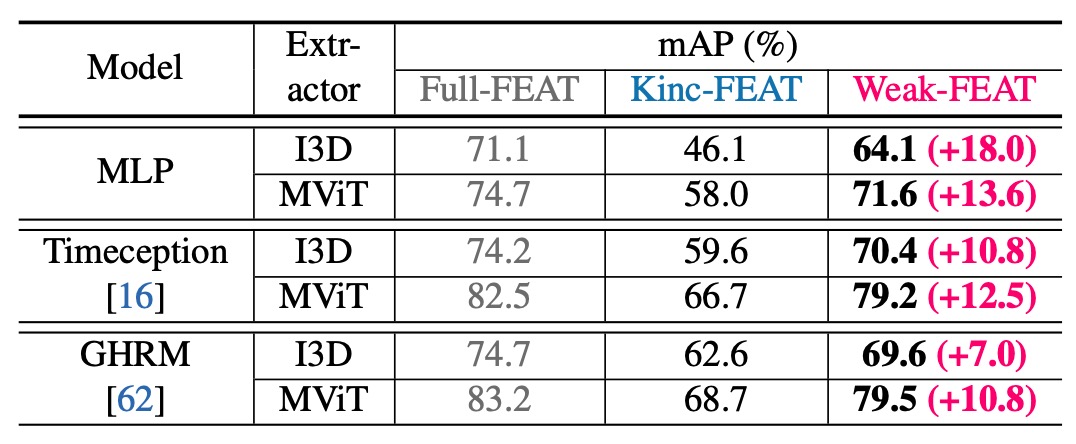 Model Extr-actor mAP (%)
Full-FEAT Kinc-FEAT Weak-FEAT
MLP I3D 71.1 46.1 64.1 (+18.0)
MViT 74.7 58.0 71.6 (+13.6)
Timeception [16] I3D 74.2 59.6 70.4 (+10.8)
MViT 82.5 66.7 79.2 (+12.5)
GHRM [62] I3D 74.7 62.6 69.6 (+7.0)
MViT 83.2 68.7 79.5 (+10.8)